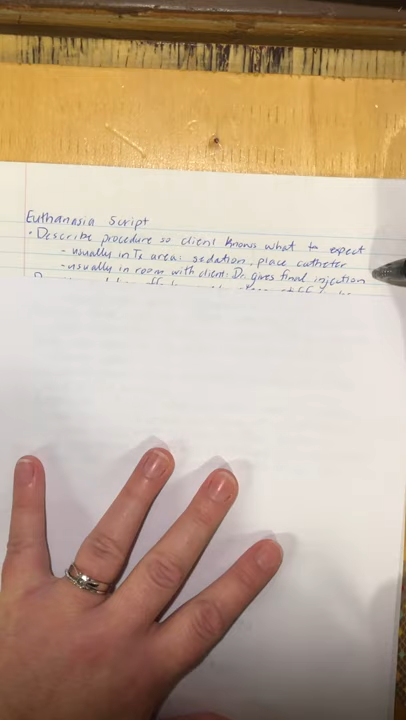 Euthanasia Script
• Describe procedure so client knows what to expect
- usually in Tx area: sedation, place catheter
- usually in room with client: Dr. gives final injection